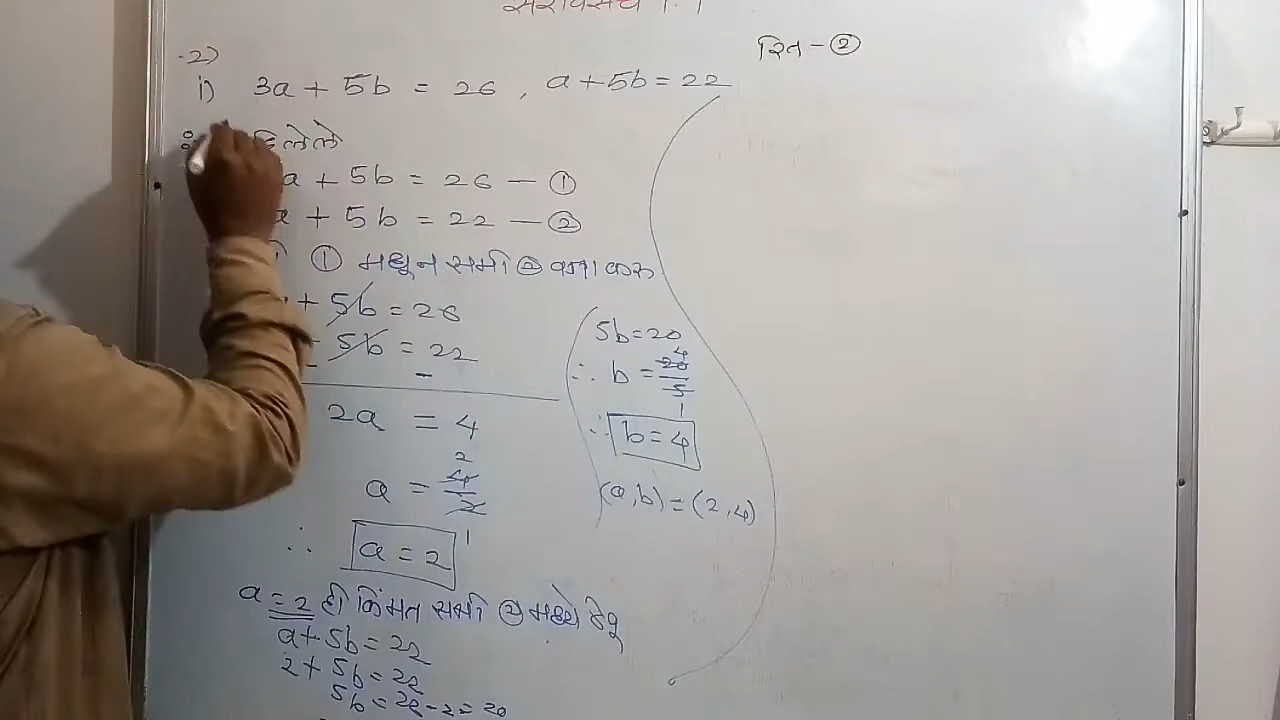 2)
i) 3a + 5b = 26 , a + 5b = 22
दिलेले
a + 5b = 26 — ①
a + 5b = 22 — ②
① मधून समी ② वजा करू
+ 5b = 26
5b = 22
- -
2a = 4
a = 4/2
2
1
∴ a = 2
a = 2 ही किंमत समी ② मध्ये ठेवू
a + 5b = 22
2 + 5b = 22
5b = 22 - 2 = 20
5b = 20
∴ b = 20/5
4
1
∴ b = 4
(a, b) = (2, 4)
रित - ②